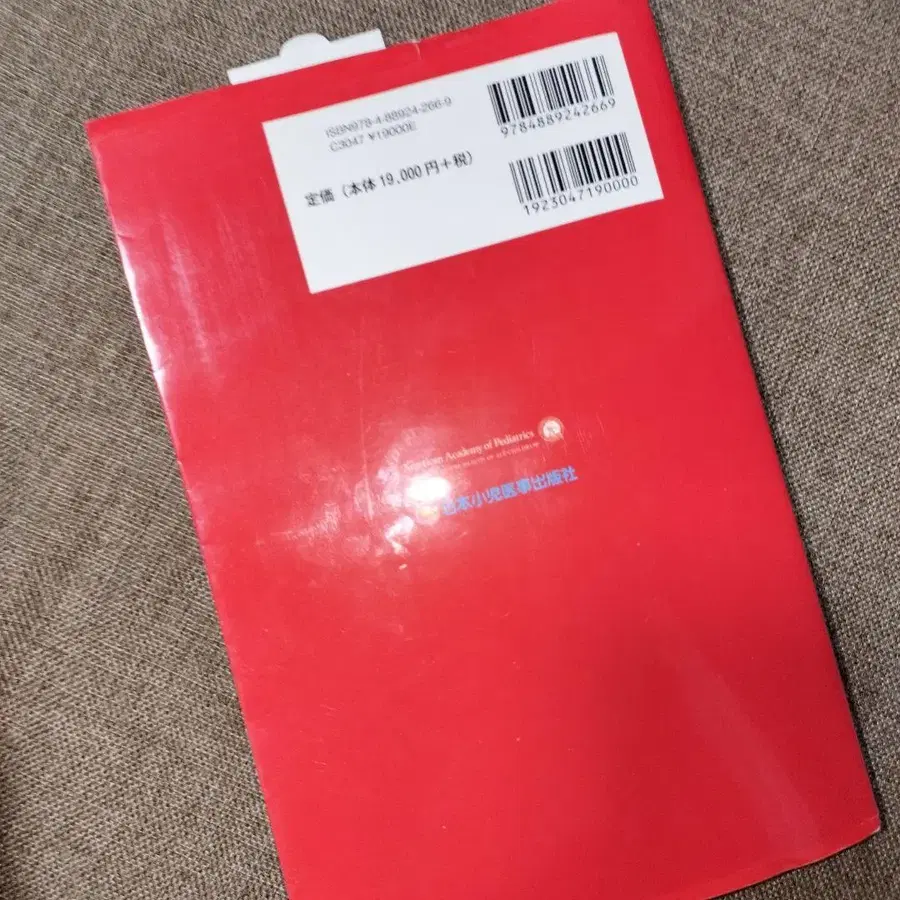 ISBN978-4-88924-266-9
C3047 ¥19000E
定価（本体19,000円+税）
9784889242669
1923047190000
American Academy of Pediatrics
日本小児医事出版社